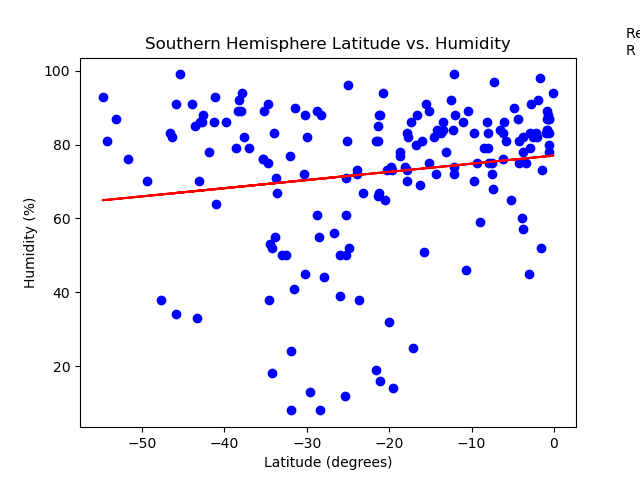 Southern Hemisphere Latitude vs. Humidity
Re
R
100
80
60
40
20
Humidity (%)
−50 −40 −30 −20 −10 0
Latitude (degrees)